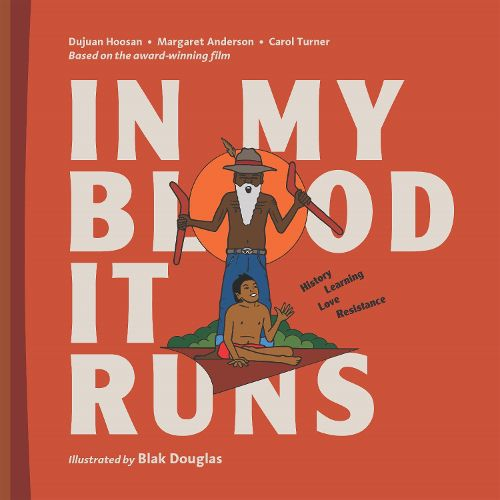 Dujuan Hoosan • Margaret Anderson • Carol Turner
Based on the award-winning film
IN MY
BLOOD
IT
RUNS
History
Learning
Love
Resistance
Illustrated by Blak Douglas